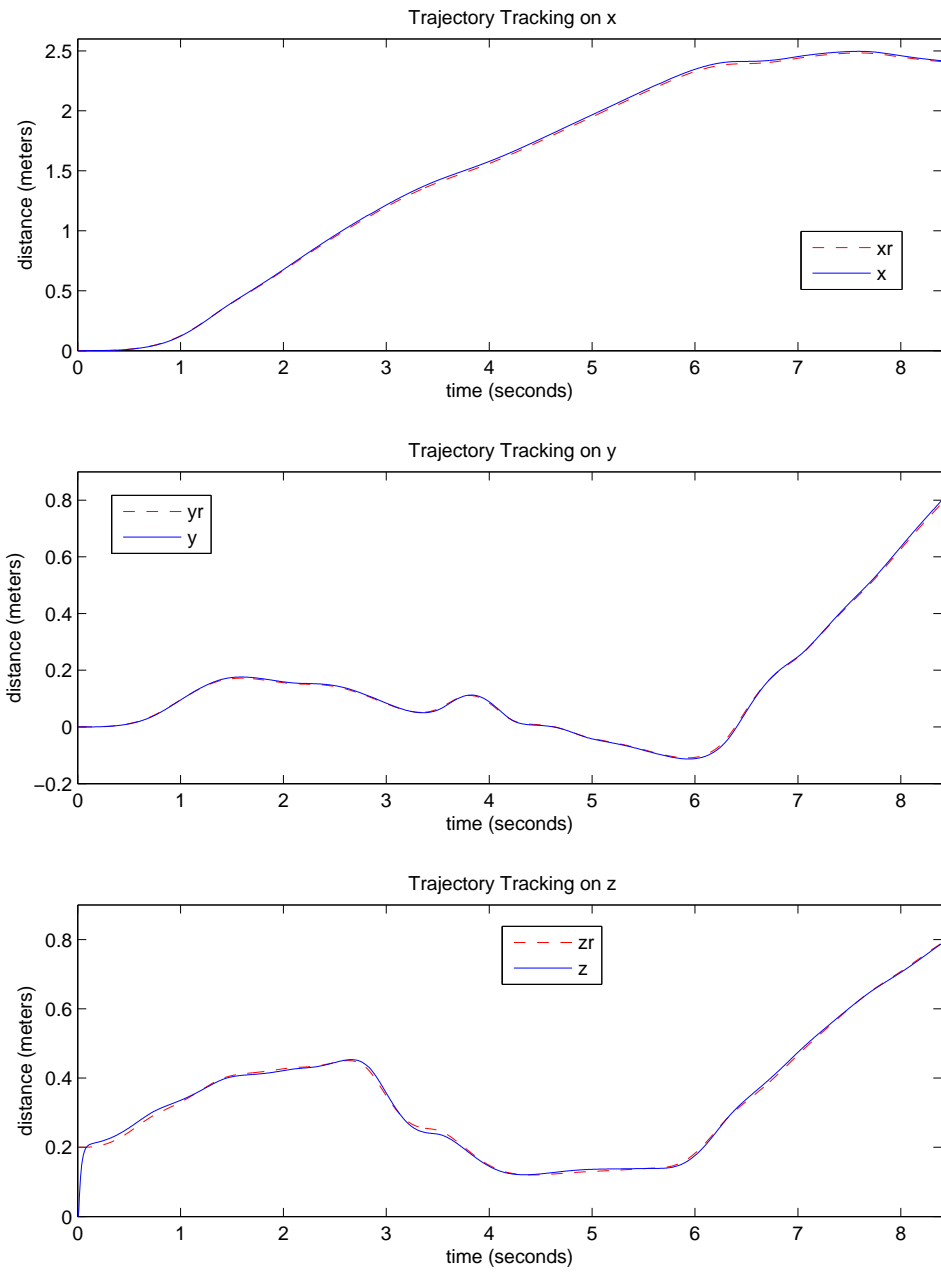 Trajectory Tracking on x
2.5
2
1.5
1
0.5
0
distance (meters)
xr
x
0 1 2 3 4 5 6 7 8
time (seconds)
Trajectory Tracking on y
0.8
0.6
0.4
0.2
0
−0.2
distance (meters)
yr
y
0 1 2 3 4 5 6 7 8
time (seconds)
Trajectory Tracking on z
0.8
0.6
0.4
0.2
0
distance (meters)
zr
z
0 1 2 3 4 5 6 7 8
time (seconds)